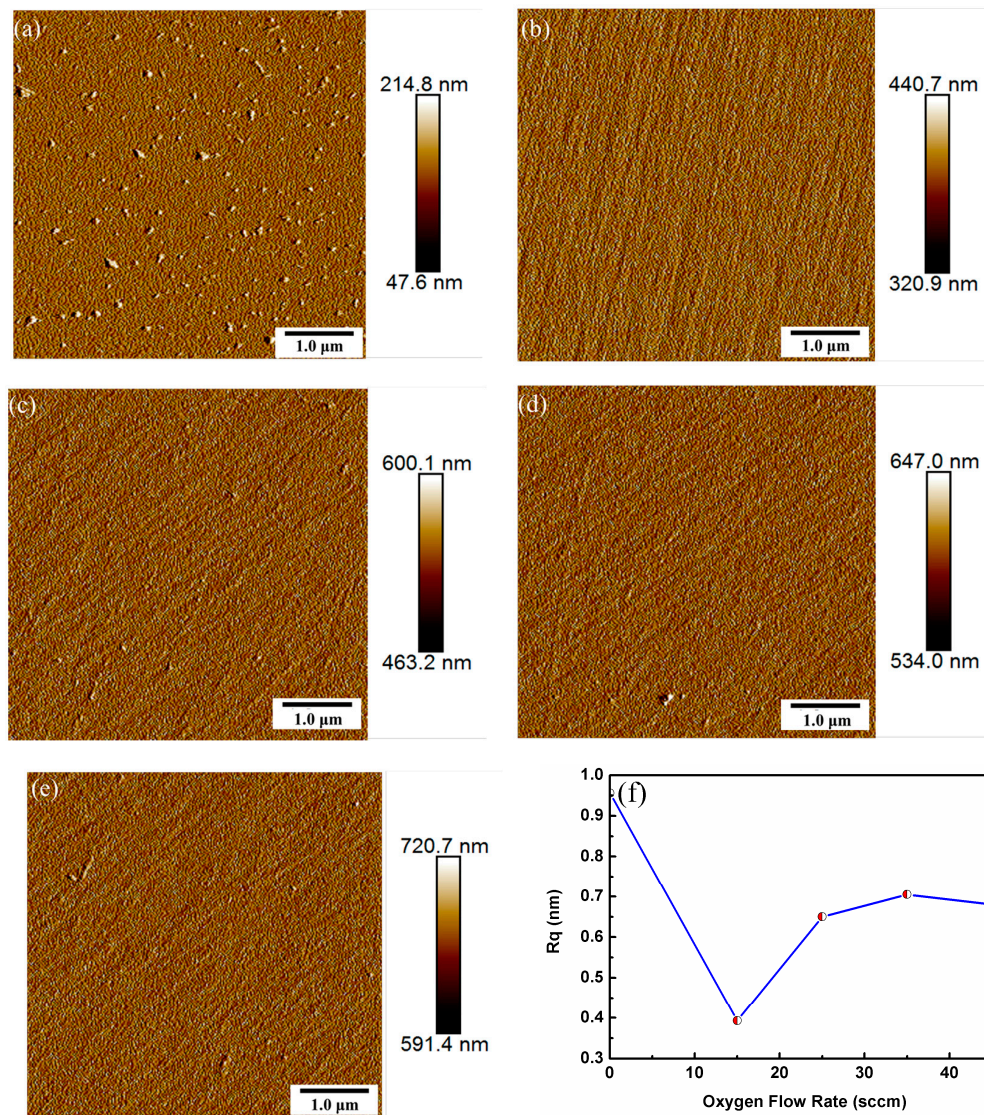 (a)
214.8 nm
47.6 nm
1.0 μm
(b)
440.7 nm
320.9 nm
1.0 μm
(c)
600.1 nm
463.2 nm
1.0 μm
(d)
647.0 nm
534.0 nm
1.0 μm
(e)
720.7 nm
591.4 nm
1.0 μm
(f)
1.0
0.9
0.8
0.7
0.6
0.5
0.4
0.3
Rq (nm)
0 10 20 30 40
Oxygen Flow Rate (sccm)